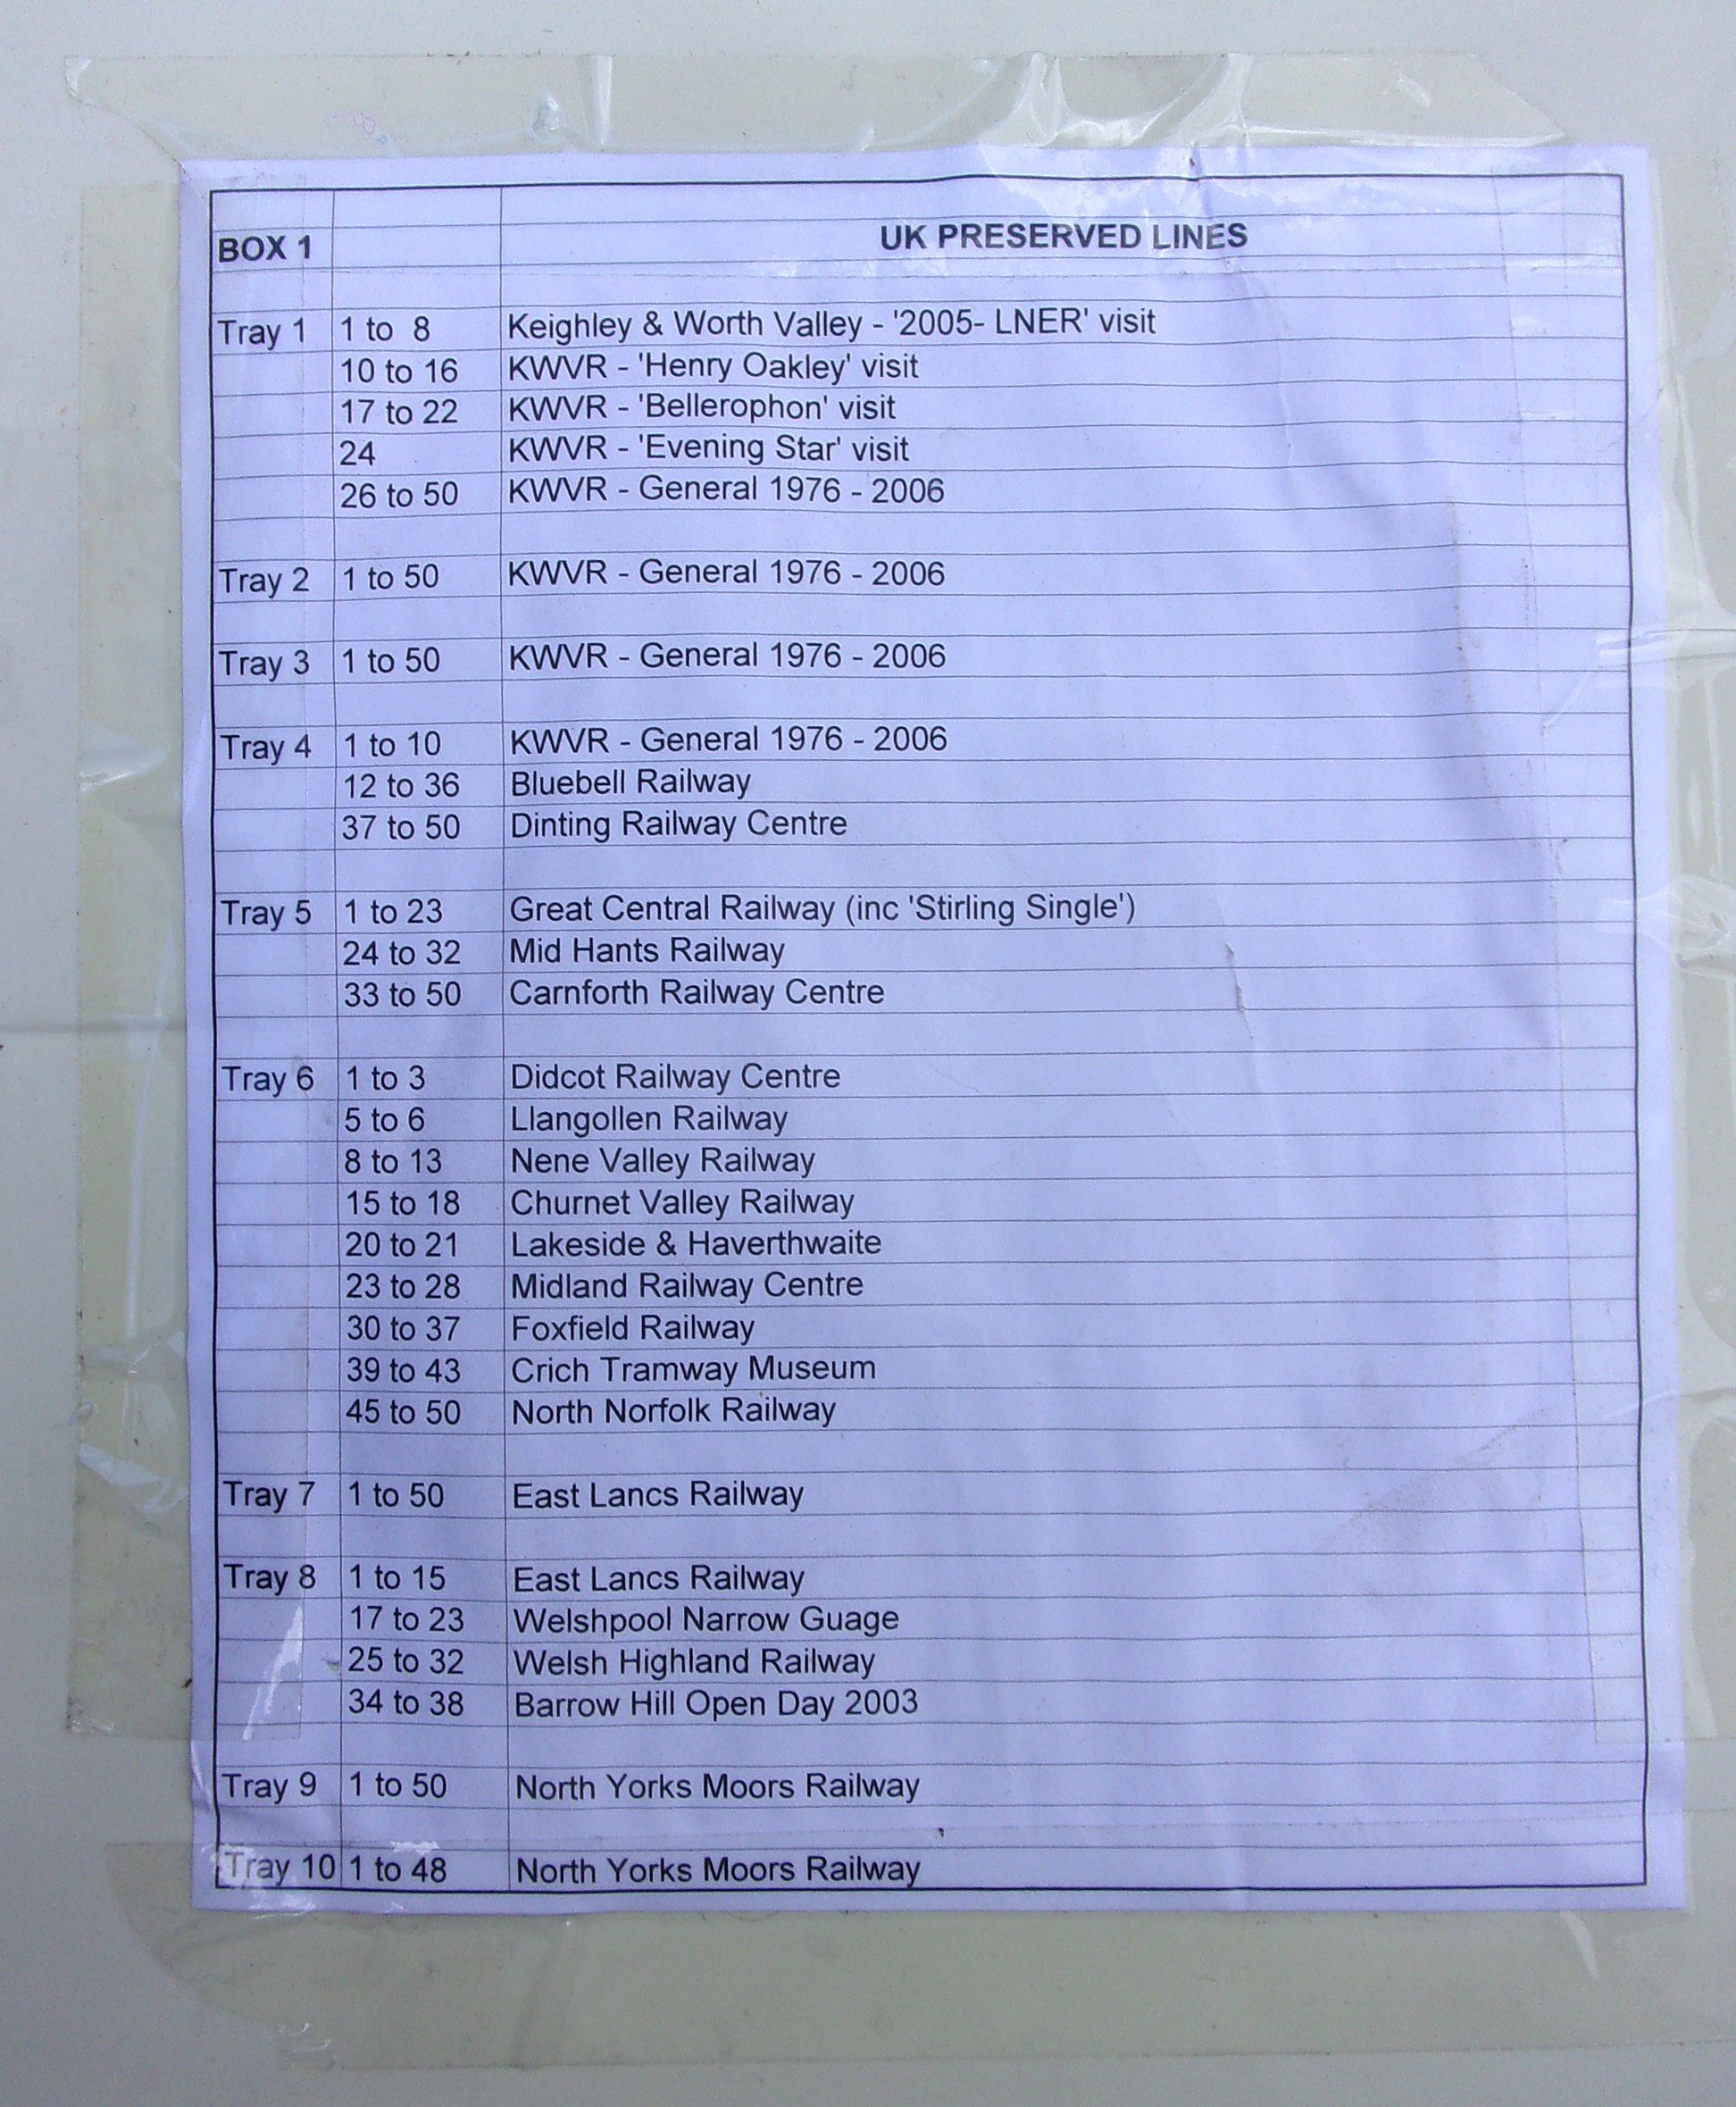 BOX 1 UK PRESERVED LINES
Tray 1 1 to 8 Keighley & Worth Valley - '2005- LNER' visit
10 to 16 KWVR - 'Henry Oakley' visit
17 to 22 KWVR - 'Bellerophon' visit
24 KWVR - 'Evening Star' visit
26 to 50 KWVR - General 1976 - 2006
Tray 2 1 to 50 KWVR - General 1976 - 2006
Tray 3 1 to 50 KWVR - General 1976 - 2006
Tray 4 1 to 10 KWVR - General 1976 - 2006
12 to 36 Bluebell Railway
37 to 50 Dinting Railway Centre
Tray 5 1 to 23 Great Central Railway (inc 'Stirling Single')
24 to 32 Mid Hants Railway
33 to 50 Carnforth Railway Centre
Tray 6 1 to 3 Didcot Railway Centre
5 to 6 Llangollen Railway
8 to 13 Nene Valley Railway
15 to 18 Churnet Valley Railway
20 to 21 Lakeside & Haverthwaite
23 to 28 Midland Railway Centre
30 to 37 Foxfield Railway
39 to 43 Crich Tramway Museum
45 to 50 North Norfolk Railway
Tray 7 1 to 50 East Lancs Railway
Tray 8 1 to 15 East Lancs Railway
17 to 23 Welshpool Narrow Guage
25 to 32 Welsh Highland Railway
34 to 38 Barrow Hill Open Day 2003
Tray 9 1 to 50 North Yorks Moors Railway
Tray 10 1 to 48 North Yorks Moors Railway